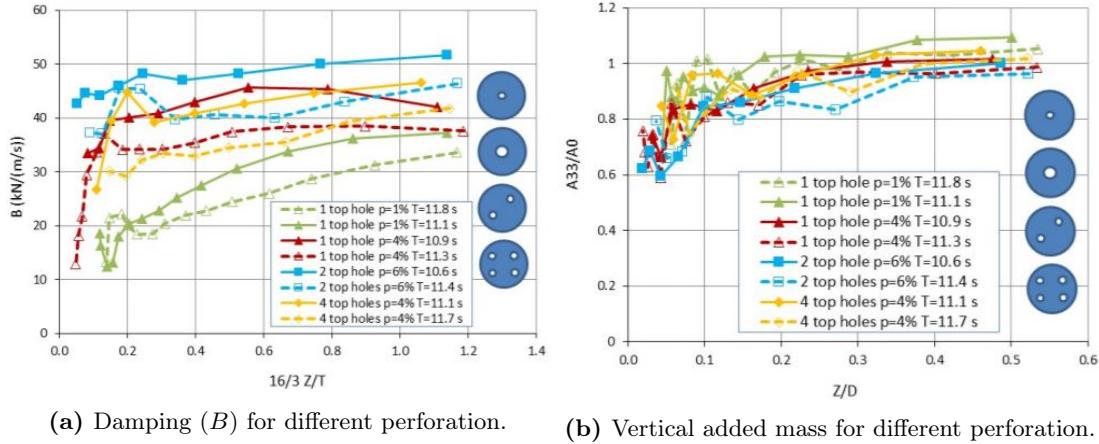 60
50
40
30
20
10
0
B (kN/(m/s))
0.0 0.2 0.4 0.6 0.8 1.0 1.2 1.4
16/3 Z/T
1 top hole p=1% T=11.8 s
1 top hole p=1% T=11.1 s
1 top hole p=4% T=10.9 s
1 top hole p=4% T=11.3 s
2 top hole p=6% T=10.6 s
2 top holes p=6% T=11.4 s
4 top holes p=4% T=11.1 s
4 top holes p=4% T=11.7 s
(a) Damping (B) for different perforation.
1.2
1
0.8
0.6
0.4
0.2
0
A33/A0
0.0 0.1 0.2 0.3 0.4 0.5 0.6
Z/D
1 top hole p=1% T=11.8 s
1 top hole p=1% T=11.1 s
1 top hole p=4% T=10.9 s
1 top hole p=4% T=11.3 s
2 top hole p=6% T=10.6 s
2 top holes p=6% T=11.4 s
4 top holes p=4% T=11.1 s
4 top holes p=4% T=11.7 s
(b) Vertical added mass for different perforation.